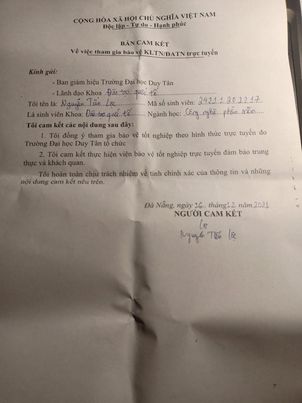 CỘNG HÒA XÃ HỘI CHỦ NGHĨA VIỆT NAM
Độc lập - Tự do - Hạnh phúc
BẢN CAM KẾT
Về việc tham gia bảo vệ KLTN/ĐATN trực tuyến
Kính gửi:
- Ban giám hiệu Trường Đại học Duy Tân
- Lãnh đạo Khoa Đào tạo quốc tế
Tôi tên là: Nguyễn Tấn Lộc Mã số sinh viên:
Là sinh viên Khoa: Đào tạo quốc tế Ngành học: Công nghệ phần mềm
Tôi cam kết các nội dung sau đây:
1. Tôi đồng ý tham gia bảo vệ tốt nghiệp theo hình thức trực tuyến do
Trường Đại học Duy Tân tổ chức
2. Tôi cam kết thực hiện bảo vệ tốt nghiệp trực tuyến đảm bảo trung
thực và khách quan.
Tôi hoàn toàn chịu trách nhiệm về tính chính xác của thông tin và những
nội dung cam kết nêu trên.
Đà Nẵng, ngày 16 tháng 12 năm 2021
NGƯỜI CAM KẾT
Nguyễn Tấn Lộc